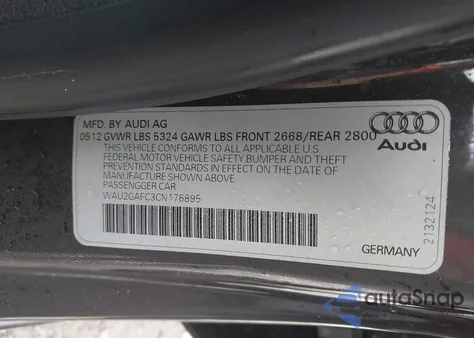 MFD. BY AUDI AG
0512 GVWR LBS 5324 GAWR LBS FRONT 2668/REAR 2800
THIS VEHICLE CONFORMS TO ALL APPLICABLE U.S.
FEDERAL MOTOR VEHICLE SAFETY BUMPER AND THEFT
PREVENTION STANDARDS IN EFFECT ON THE DATE OF
MANUFACTURE SHOWN ABOVE.
PASSENGER CAR
WAU2GAFC3CN176895
Audi
GERMANY
2132124
autoSnap